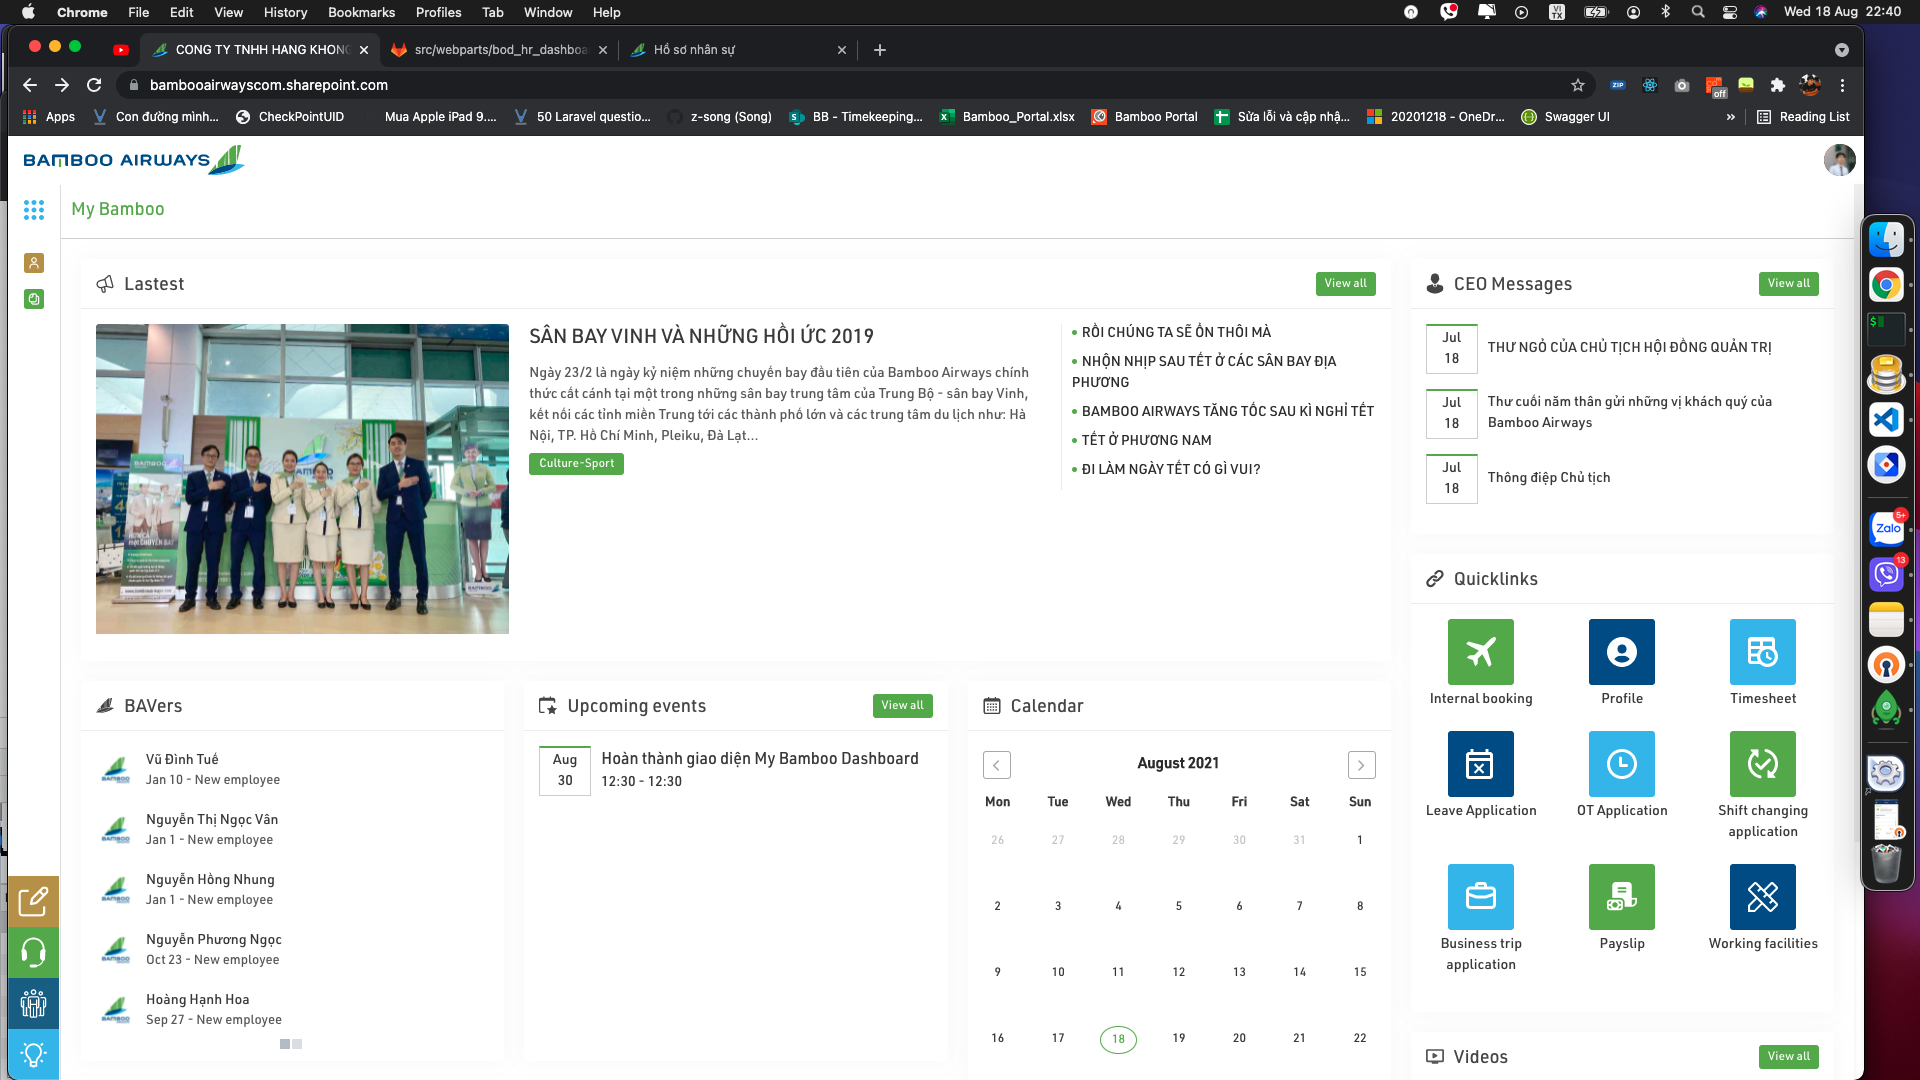 Chrome File Edit View History Bookmarks Profiles Tab Window Help
VI TX
Wed 18 Aug 22:40
CONG TY TNHH HANG KHONG
src/webparts/bod_hr_dashboa
Hồ sơ nhân sự
bambooairwayscom.sharepoint.com
ZIP
off
Apps
Con đường mình...
CheckPointUID
Mua Apple iPad 9....
50 Laravel questio...
z-song (Song)
BB - Timekeeping...
Bamboo_Portal.xlsx
Bamboo Portal
Sửa lỗi và cập nhậ...
20201218 - OneDr...
Swagger UI
»
Reading List
BAMBOO AIRWAYS
My Bamboo
Lastest
View all
SÂN BAY VINH VÀ NHỮNG HỒI ỨC 2019
Ngày 23/2 là ngày kỷ niệm những chuyến bay đầu tiên của Bamboo Airways chính
thức cất cánh tại một trong những sân bay trung tâm của Trung Bộ - sân bay Vinh,
kết nối các tỉnh miền Trung tới các thành phố lớn và các trung tâm du lịch như: Hà
Nội, TP. Hồ Chí Minh, Pleiku, Đà Lạt...
Culture-Sport
RỒI CHÚNG TA SẼ ỔN THÔI MÀ
NHỘN NHỊP SAU TẾT Ở CÁC SÂN BAY ĐỊA
PHƯƠNG
BAMBOO AIRWAYS TĂNG TỐC SAU KÌ NGHỈ TẾT
TẾT Ở PHƯƠNG NAM
ĐI LÀM NGÀY TẾT CÓ GÌ VUI?
CEO Messages
View all
Jul
18
THƯ NGỎ CỦA CHỦ TỊCH HỘI ĐỒNG QUẢN TRỊ
Jul
18
Thư cuối năm thân gửi những vị khách quý của
Bamboo Airways
Jul
18
Thông điệp Chủ tịch
Quicklinks
Internal booking
Profile
Timesheet
Leave Application
OT Application
Shift changing
application
Business trip
application
Payslip
Working facilities
Videos
View all
BAVers
Vũ Đình Tuế
Jan 10 - New employee
Nguyễn Thị Ngọc Vân
Jan 1 - New employee
Nguyễn Hồng Nhung
Jan 1 - New employee
Nguyễn Phương Ngọc
Oct 23 - New employee
Hoàng Hạnh Hoa
Sep 27 - New employee
Upcoming events
View all
Aug
30
Hoàn thành giao diện My Bamboo Dashboard
12:30 - 12:30
Calendar
August 2021
Mon Tue Wed Thu Fri Sat Sun
26 27 28 29 30 31 1
2 3 4 5 6 7 8
9 10 11 12 13 14 15
16 17 18 19 20 21 22
Zalo
5+
13